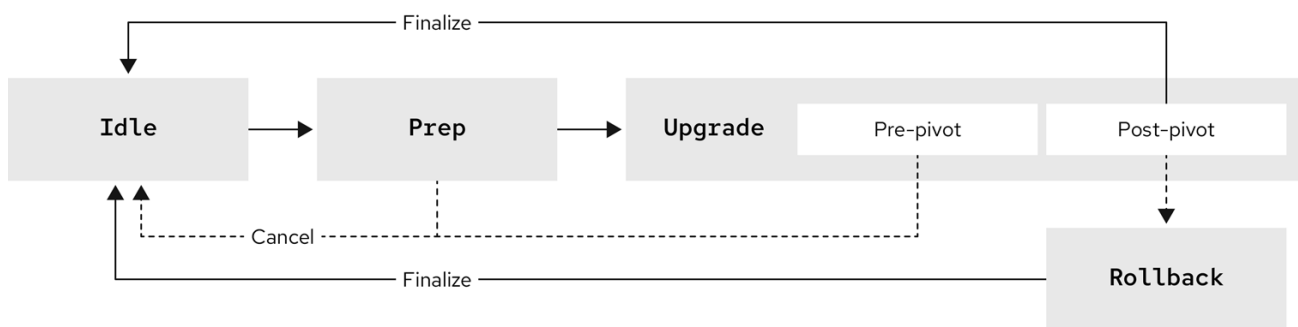 Finalize
Idle
Prep
Upgrade
Pre-pivot
Post-pivot
Cancel
Finalize
Rollback